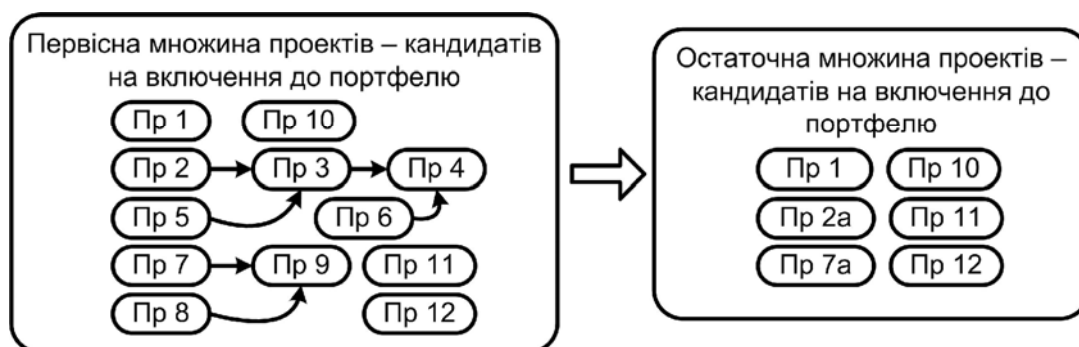 Первісна множина проектів – кандидатів
на включення до портфелю
Пр 1 Пр 10
Пр 2 Пр 3 Пр 4
Пр 5 Пр 6
Пр 7 Пр 9 Пр 11
Пр 8 Пр 12
Остаточна множина проектів –
кандидатів на включення до
портфелю
Пр 1 Пр 10
Пр 2а Пр 11
Пр 7а Пр 12